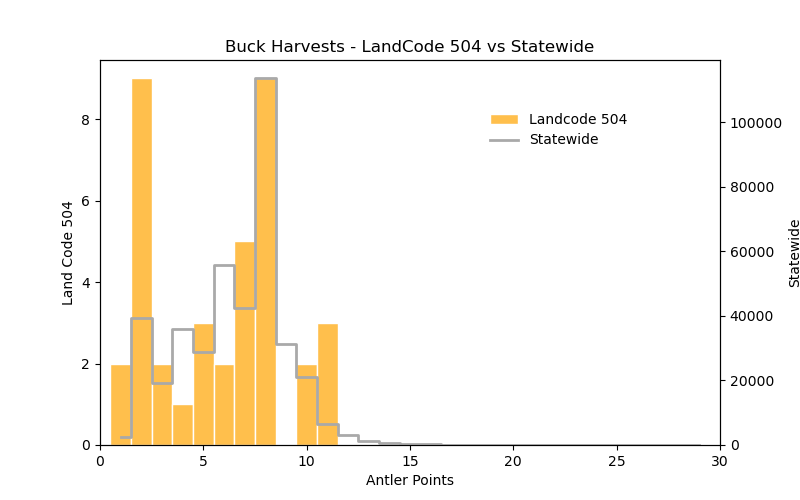 Buck Harvests - LandCode 504 vs Statewide
Landcode 504
Statewide
Land Code 504
8
6
4
2
0
100000
80000
60000
40000
20000
0
Statewide
0 5 10 15 20 25 30
Antler Points